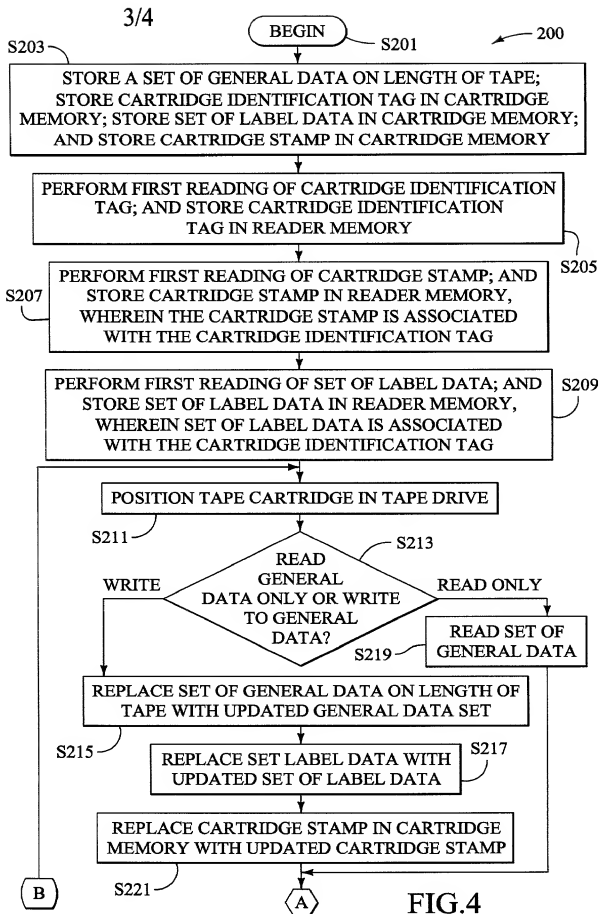 3/4
BEGIN
S201
200
S203
STORE A SET OF GENERAL DATA ON LENGTH OF TAPE;
STORE CARTRIDGE IDENTIFICATION TAG IN CARTRIDGE
MEMORY; STORE SET OF LABEL DATA IN CARTRIDGE MEMORY;
AND STORE CARTRIDGE STAMP IN CARTRIDGE MEMORY
PERFORM FIRST READING OF CARTRIDGE IDENTIFICATION
TAG; AND STORE CARTRIDGE IDENTIFICATION
TAG IN READER MEMORY
S205
S207
PERFORM FIRST READING OF CARTRIDGE STAMP; AND
STORE CARTRIDGE STAMP IN READER MEMORY,
WHEREIN THE CARTRIDGE STAMP IS ASSOCIATED
WITH THE CARTRIDGE IDENTIFICATION TAG
PERFORM FIRST READING OF SET OF LABEL DATA; AND
STORE SET OF LABEL DATA IN READER MEMORY,
WHEREIN SET OF LABEL DATA IS ASSOCIATED
WITH THE CARTRIDGE IDENTIFICATION TAG
S209
POSITION TAPE CARTRIDGE IN TAPE DRIVE
S211
S213
READ
GENERAL
DATA ONLY OR WRITE
TO GENERAL
DATA?
WRITE
READ ONLY
READ SET OF
GENERAL DATA
S219
REPLACE SET OF GENERAL DATA ON LENGTH OF
TAPE WITH UPDATED GENERAL DATA SET
S215
S217
REPLACE SET LABEL DATA WITH
UPDATED SET OF LABEL DATA
REPLACE CARTRIDGE STAMP IN CARTRIDGE
MEMORY WITH UPDATED CARTRIDGE STAMP
S221
B
A
FIG.4